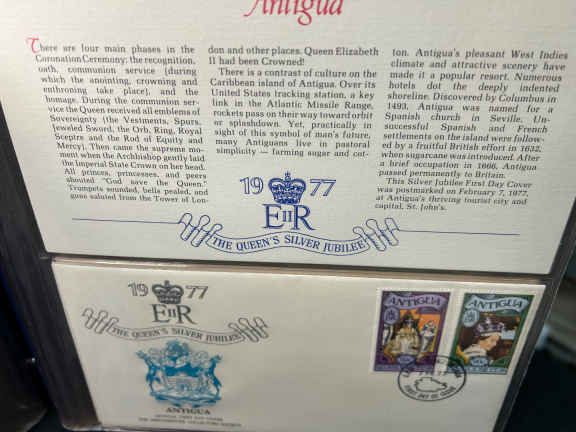 Antigua
There are four main phases in the
Coronation Ceremony: the recognition,
oath, communion service (during
which the anointing, crowning and
enthroning take place), and the
homage. During the communion ser-
vice the Queen received all emblems of
Sovereignty (the Vestments, Spurs,
Jeweled Sword, the Orb, Ring, Royal
Sceptre and the Rod of Equity and
Mercy). Then came the supreme mo-
ment when the Archbishop gently laid
the Imperial State Crown on her head.
All princes, princesses, and peers
shouted "God save the Queen."
Trumpets sounded, bells pealed, and
guns saluted from the Tower of Lon-
don and other places. Queen Elizabeth
II had been Crowned!
There is a contrast of culture on the
Caribbean island of Antigua. Over its
United States tracking station, a key
link in the Atlantic Missile Range,
rockets pass on their way toward orbit
or splashdown. Yet, practically in
sight of this symbol of man's future,
many Antiguans live in pastoral
simplicity — farming sugar and cot-
ton. Antigua's pleasant West Indies
climate and attractive scenery have
made it a popular resort. Numerous
hotels dot the deeply indented
shoreline. Discovered by Columbus in
1493, Antigua was named for a
Spanish church in Seville. Un-
successful Spanish and French
settlements on the island were follow-
ed by a fruitful British effort in 1632,
when sugarcane was introduced. After
a brief occupation in 1666, Antigua
passed permanently to Britain.
This Silver Jubilee First Day Cover
was postmarked on February 7, 1977,
at Antigua's thriving tourist city and
capital, St. John's.
1977
EIIR
THE QUEEN'S SILVER JUBILEE
1977
EIIR
THE QUEEN'S SILVER JUBILEE
ANTIGUA
OFFICIAL FIRST DAY COVER
THE WESTMINSTER COLLECTORS SOCIETY
ANTIGUA
ANTIGUA
FIRST DAY OF ISSUE